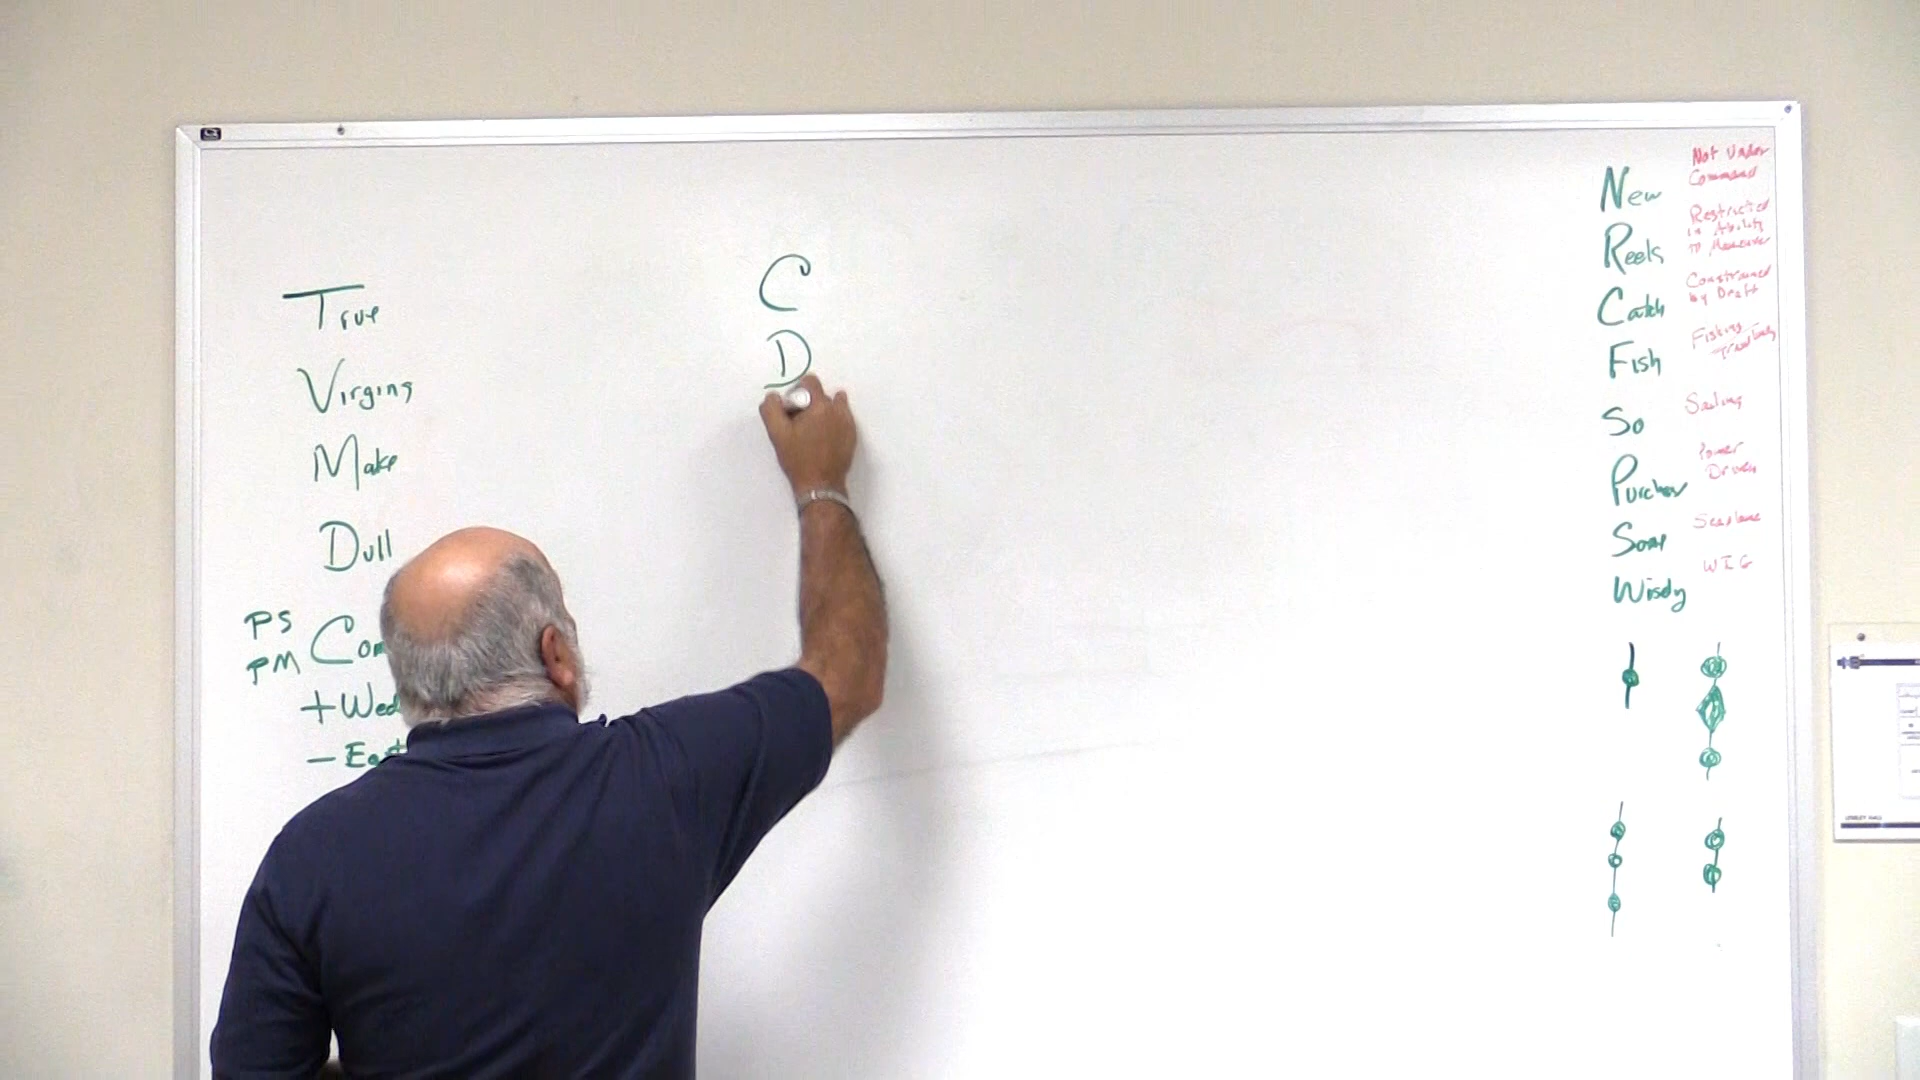 True
Virgins
Make
Dull
PS
PM
Com
+Wed
- East
C
D
New
Reels
Catch
Fish
So
Purchase
Some
Wisely
Not Under
Command
Restricted
in Ability
to Maneuver
Constrained
by Draft
Fishing
Trawling
Sailing
Power
Driven
Seaplane
WIG